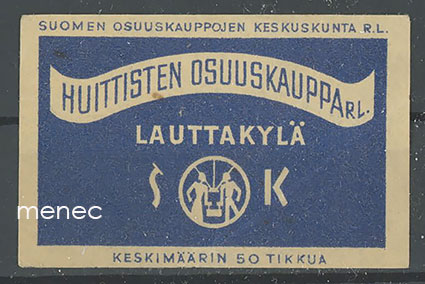 SUOMEN OSUUSKAUPPOJEN KESKUSKUNTA R.L.
HUITTISTEN OSUUSKAUPPA R.L.
LAUTTAKYLÄ
S K
menec
KESKIMÄÄRIN 50 TIKKUA